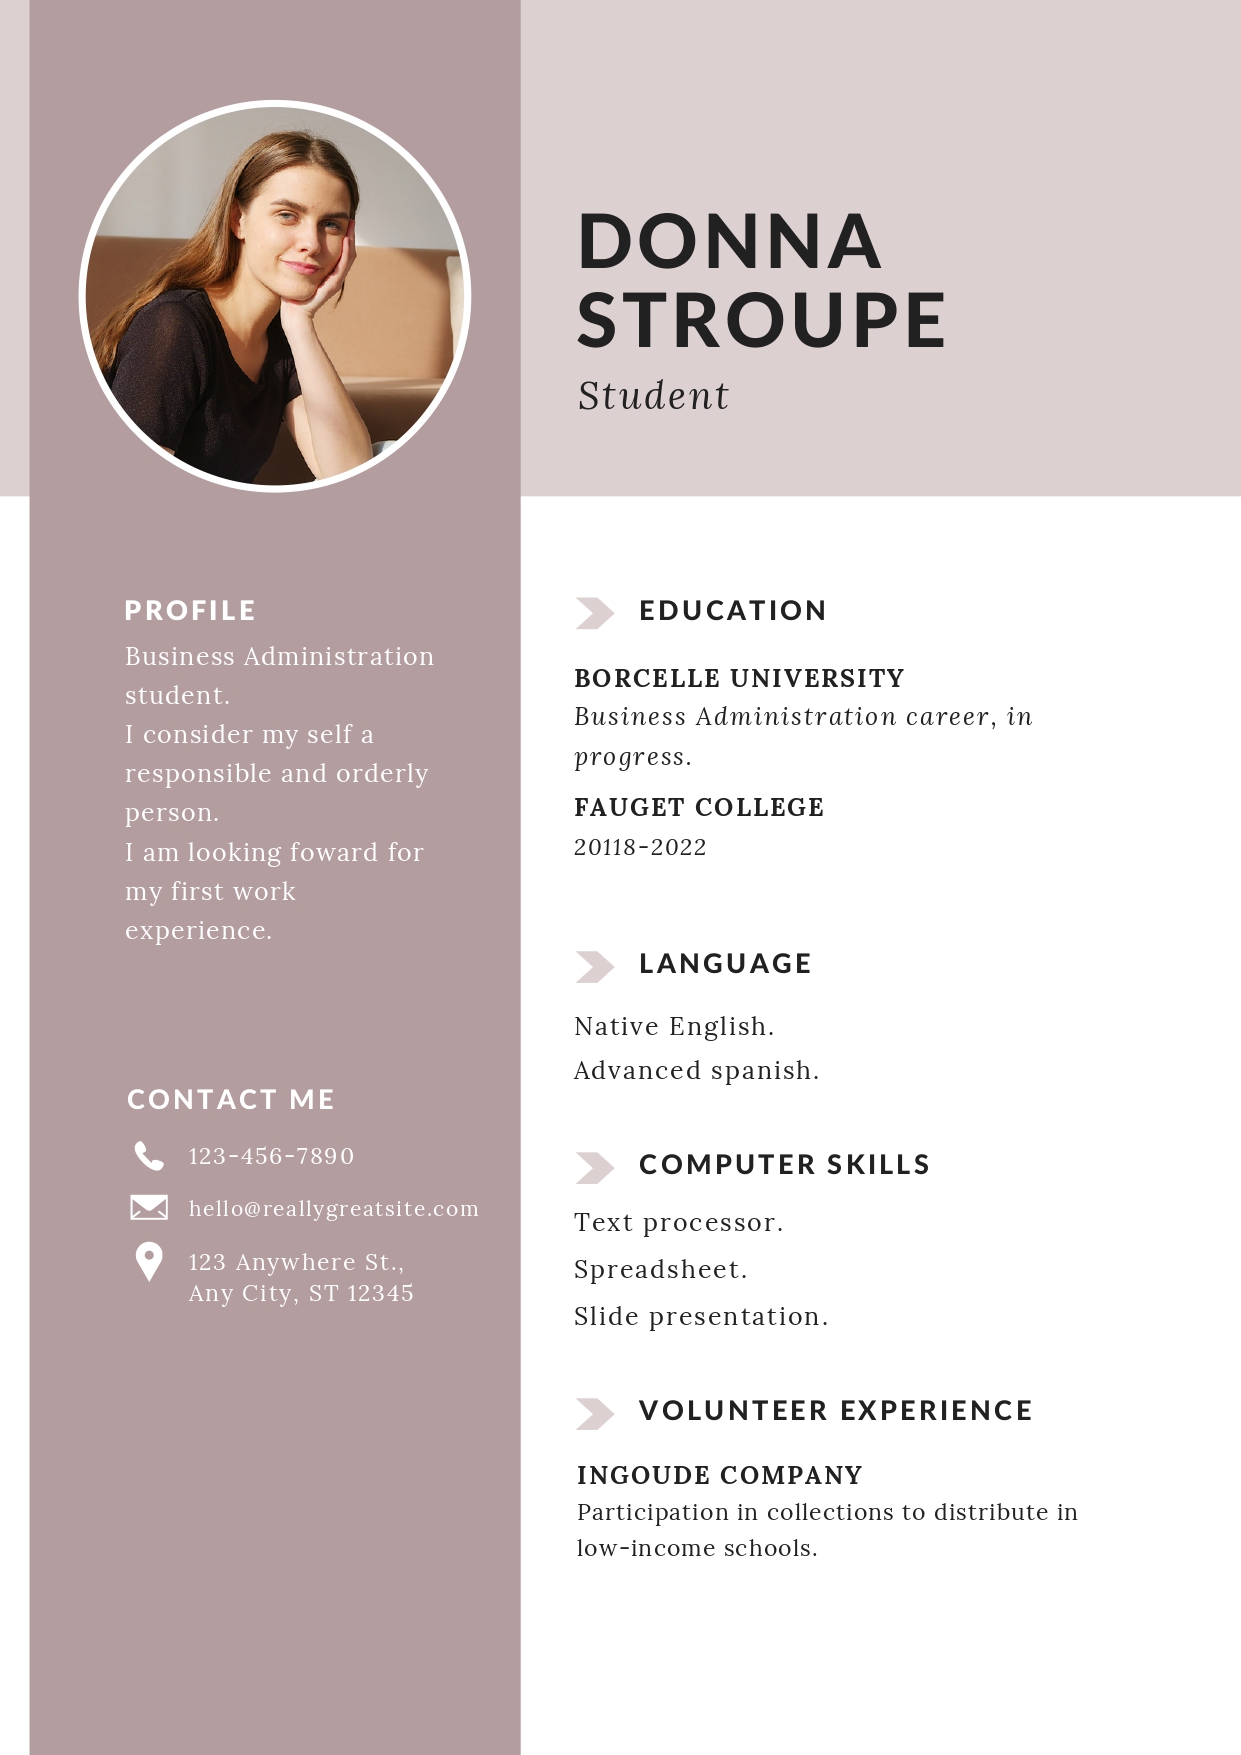 DONNA
STROUPE
Student
PROFILE
Business Administration
student.
I consider my self a
responsible and orderly
person.
I am looking foward for
my first work
experience.
CONTACT ME
123-456-7890
hello@reallygreatsite.com
123 Anywhere St.,
Any City, ST 12345
EDUCATION
BORCELLE UNIVERSITY
Business Administration career, in
progress.
FAUGET COLLEGE
20118-2022
LANGUAGE
Native English.
Advanced spanish.
COMPUTER SKILLS
Text processor.
Spreadsheet.
Slide presentation.
VOLUNTEER EXPERIENCE
INGOUDE COMPANY
Participation in collections to distribute in
low-income schools.